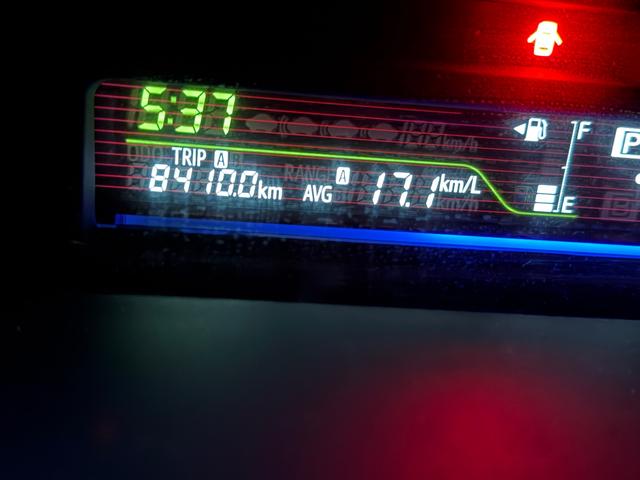 5:37
TRIP A
8410.0km
A
AVG 17.1km/L
F
E
P